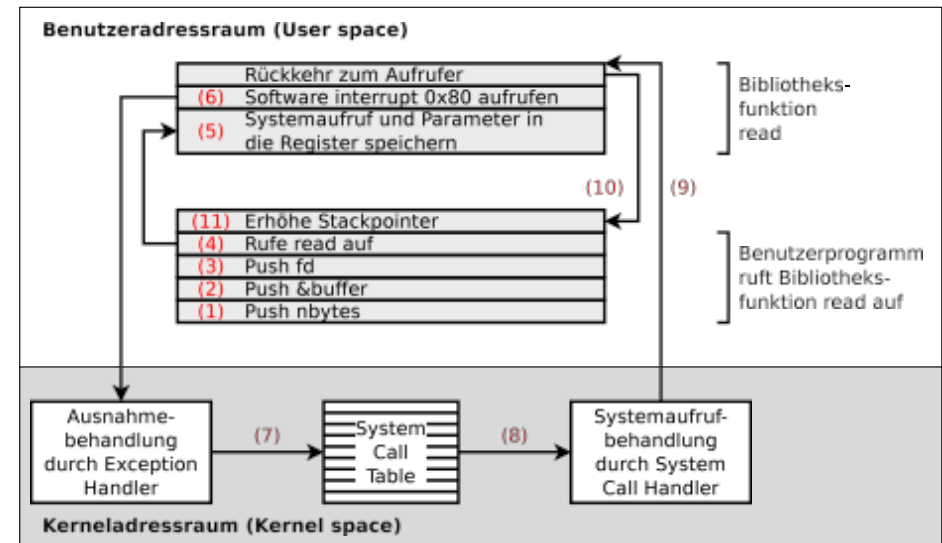 Benutzeradressraum (User space)
Rückkehr zum Aufrufer
(6) Software interrupt 0x80 aufrufen
(5) Systemaufruf und Parameter in
die Register speichern
Bibliotheks-
funktion
read
(10)
(9)
(11) Erhöhe Stackpointer
(4) Rufe read auf
(3) Push fd
(2) Push &buffer
(1) Push nbytes
Benutzerprogramm
ruft Bibliotheks-
funktion read auf
Ausnahme-
behandlung
durch Exception
Handler
(7)
System
Call
Table
(8)
Systemaufruf-
behandlung
durch System
Call Handler
Kerneladressraum (Kernel space)